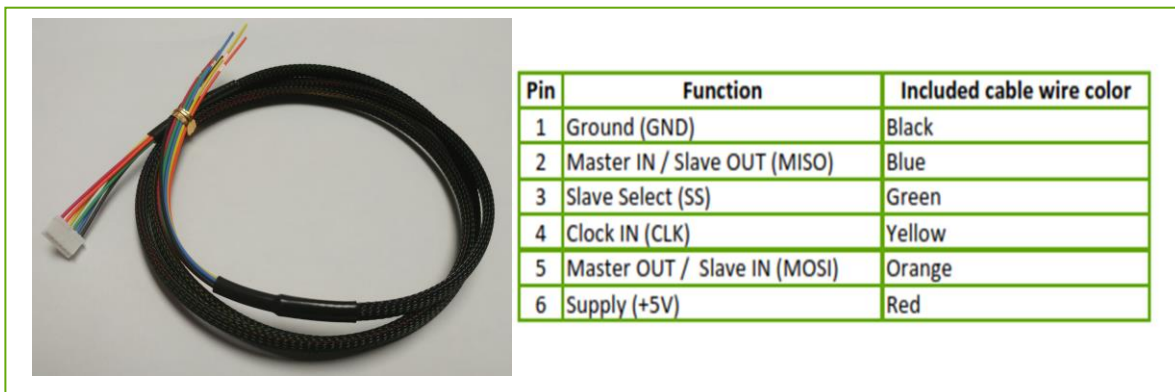 Pin Function Included cable wire color
1 Ground (GND) Black
2 Master IN / Slave OUT (MISO) Blue
3 Slave Select (SS) Green
4 Clock IN (CLK) Yellow
5 Master OUT / Slave IN (MOSI) Orange
6 Supply (+5V) Red